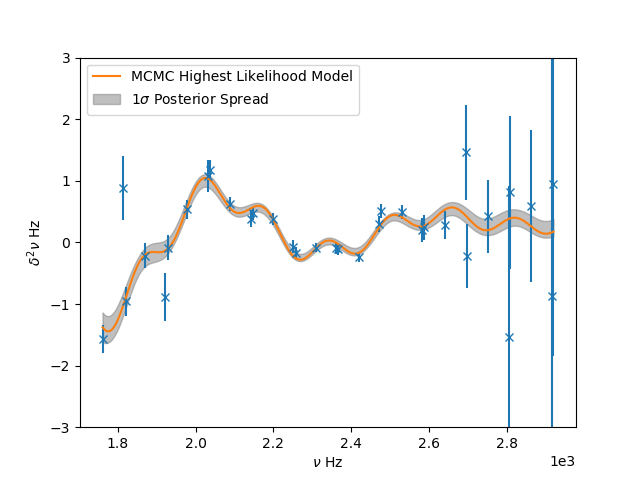 MCMC Highest Likelihood Model
1σ Posterior Spread
δ²ν Hz
3
2
1
0
−1
−2
−3
1.8
2.0
2.2
2.4
2.6
2.8
1e3
ν Hz